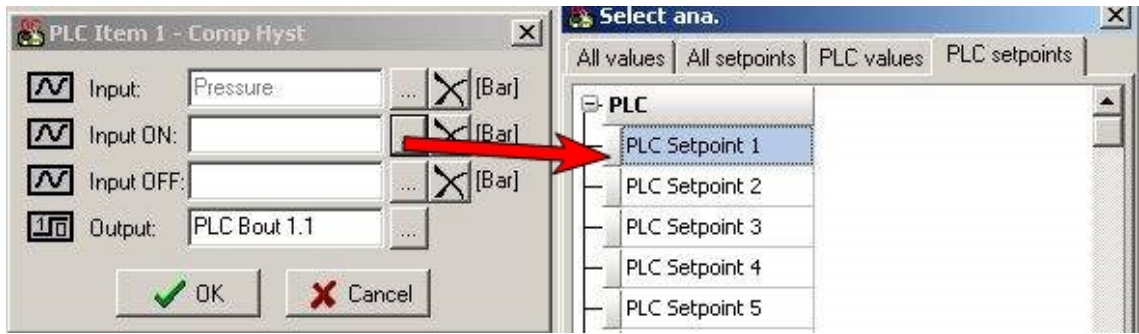 PLC Item 1 - Comp Hyst
Input: Pressure ... [Bar]
Input ON: [Bar]
Input OFF: ... [Bar]
Output: PLC Bout 1.1 ...
OK Cancel
Select ana.
All values All setpoints PLC values PLC setpoints
PLC
PLC Setpoint 1
PLC Setpoint 2
PLC Setpoint 3
PLC Setpoint 4
PLC Setpoint 5